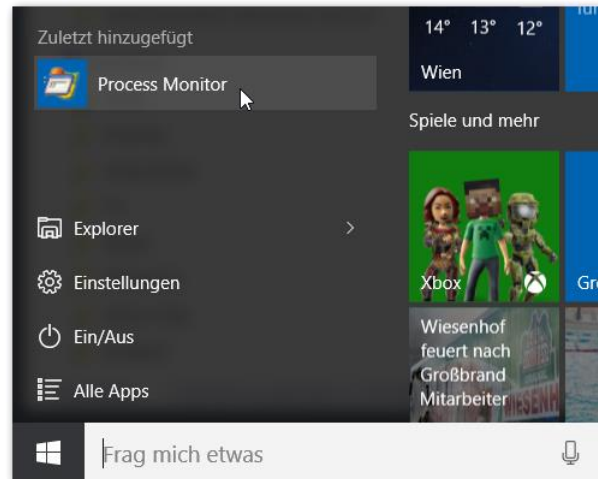 Zuletzt hinzugefügt
Process Monitor
Explorer
Einstellungen
Ein/Aus
Alle Apps
Frag mich etwas
14° 13° 12°
Wien
Spiele und mehr
Xbox
Wiesenhof
feuert nach
Großbrand
Mitarbeiter